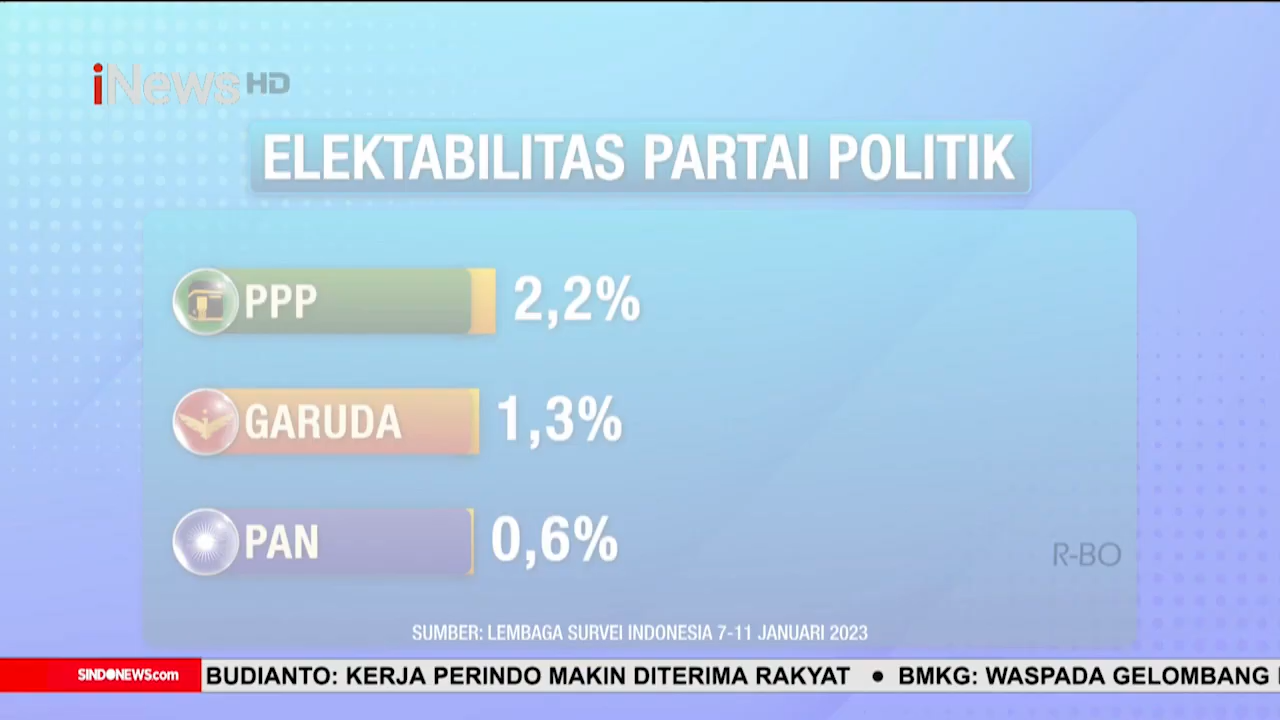 iNews HD
ELEKTABILITAS PARTAI POLITIK
PPP 2,2%
GARUDA 1,3%
PAN 0,6%
R-BO
SUMBER: LEMBAGA SURVEI INDONESIA 7-11 JANUARI 2023
SINDONEWS.com BUDIANTO: KERJA PERINDO MAKIN DITERIMA RAKYAT ● BMKG: WASPADA GELOMBANG